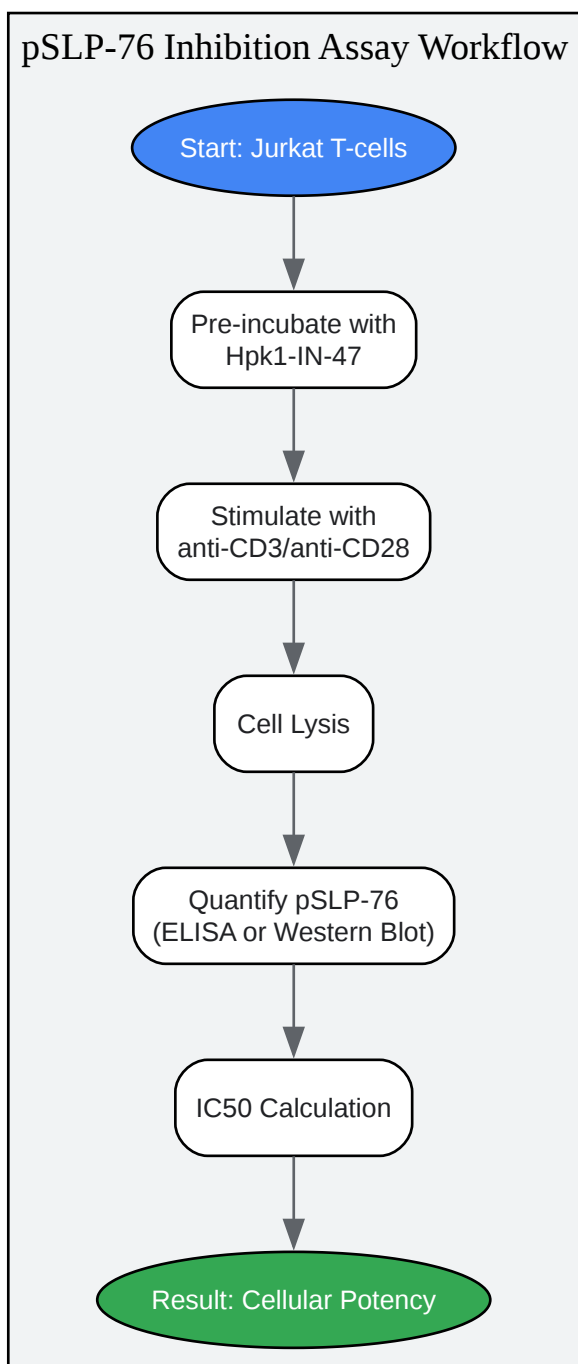 pSLP-76 Inhibition Assay Workflow
Start: Jurkat T-cells
Pre-incubate with
Hpk1-IN-47
Stimulate with
anti-CD3/anti-CD28
Cell Lysis
Quantify pSLP-76
(ELISA or Western Blot)
IC50 Calculation
Result: Cellular Potency